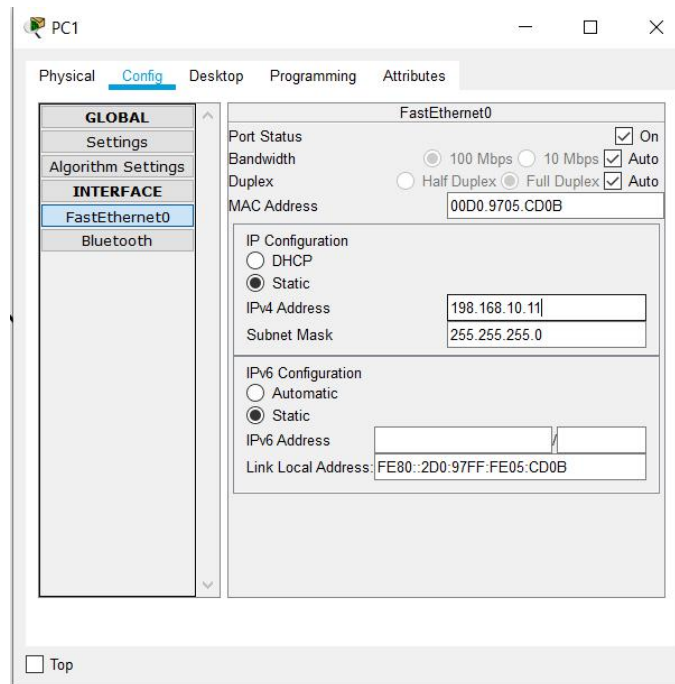 PC1
Physical Config Desktop Programming Attributes
GLOBAL
Settings
Algorithm Settings
INTERFACE
FastEthernet0
Bluetooth
FastEthernet0
Port Status On
Bandwidth 100 Mbps 10 Mbps Auto
Duplex Half Duplex Full Duplex Auto
MAC Address 00D0.9705.CD0B
IP Configuration
DHCP
Static
IPv4 Address 198.168.10.11
Subnet Mask 255.255.255.0
IPv6 Configuration
Automatic
Static
IPv6 Address /
Link Local Address: FE80::2D0:97FF:FE05:CD0B
Top